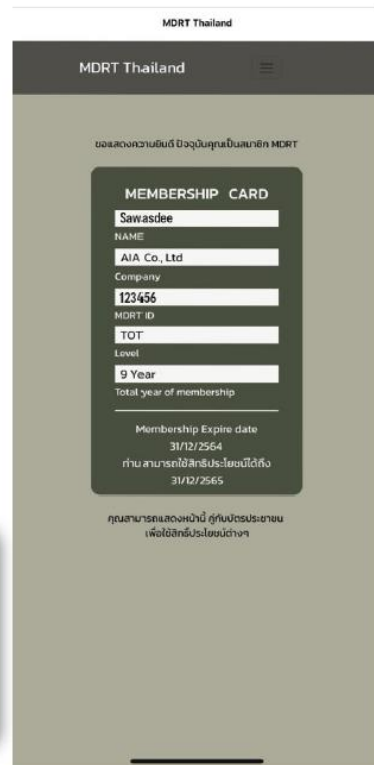 MDRT Thailand
MDRT Thailand
ขอแสดงความยินดี ปัจจุบันคุณเป็นสมาชิก MDRT
MEMBERSHIP CARD
Sawasdee
NAME
AIA Co., Ltd
Company
123456
MDRT ID
TOT
Level
9 Year
Total year of membership
Membership Expire date
31/12/2564
ท่านสามารถใช้สิทธิประโยชน์ได้ถึง
31/12/2565
คุณสามารถแสดงหน้านี้ คู่กับบัตรประชาชน
เพื่อใช้สิทธิ์ประโยชน์ต่างๆ